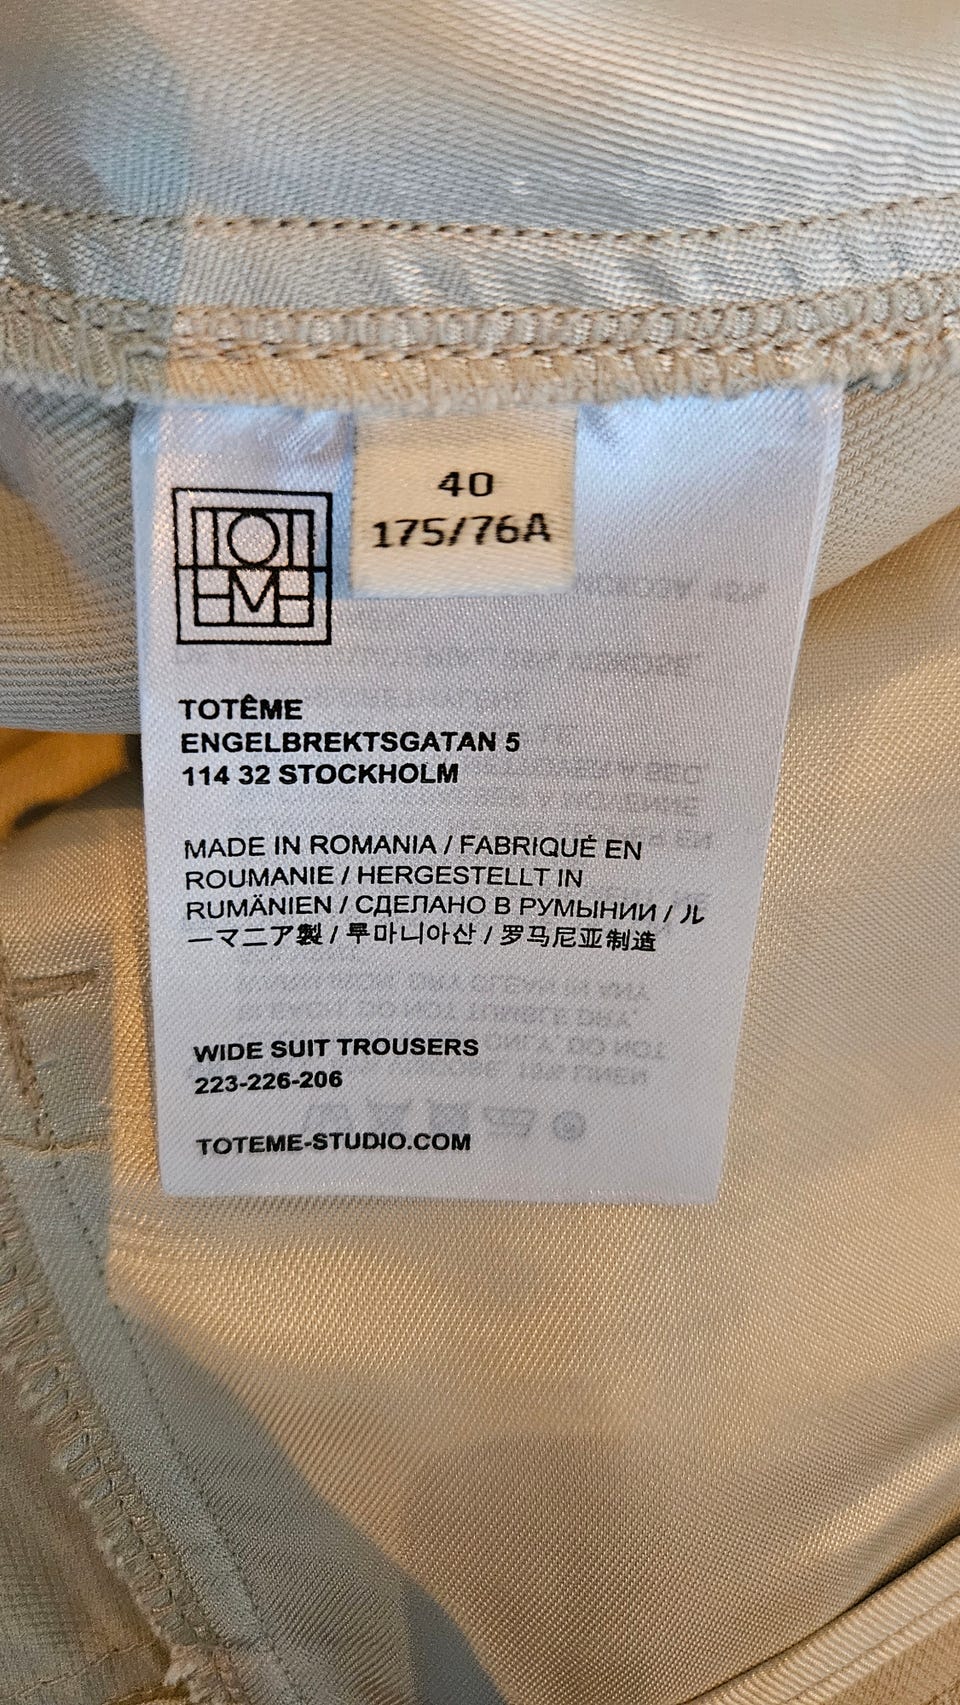 40
175/76A
TOT
EME
TOTÊME
ENGELBREKTSGATAN 5
114 32 STOCKHOLM
MADE IN ROMANIA / FABRIQUÉ EN
ROUMANIE / HERGESTELLT IN
RUMÄNIEN / СДЕЛАНО В РУМЫНИИ / ル
ーマニア製 / 루마니아산 / 罗马尼亚制造
WIDE SUIT TROUSERS
223-226-206
TOTEME-STUDIO.COM